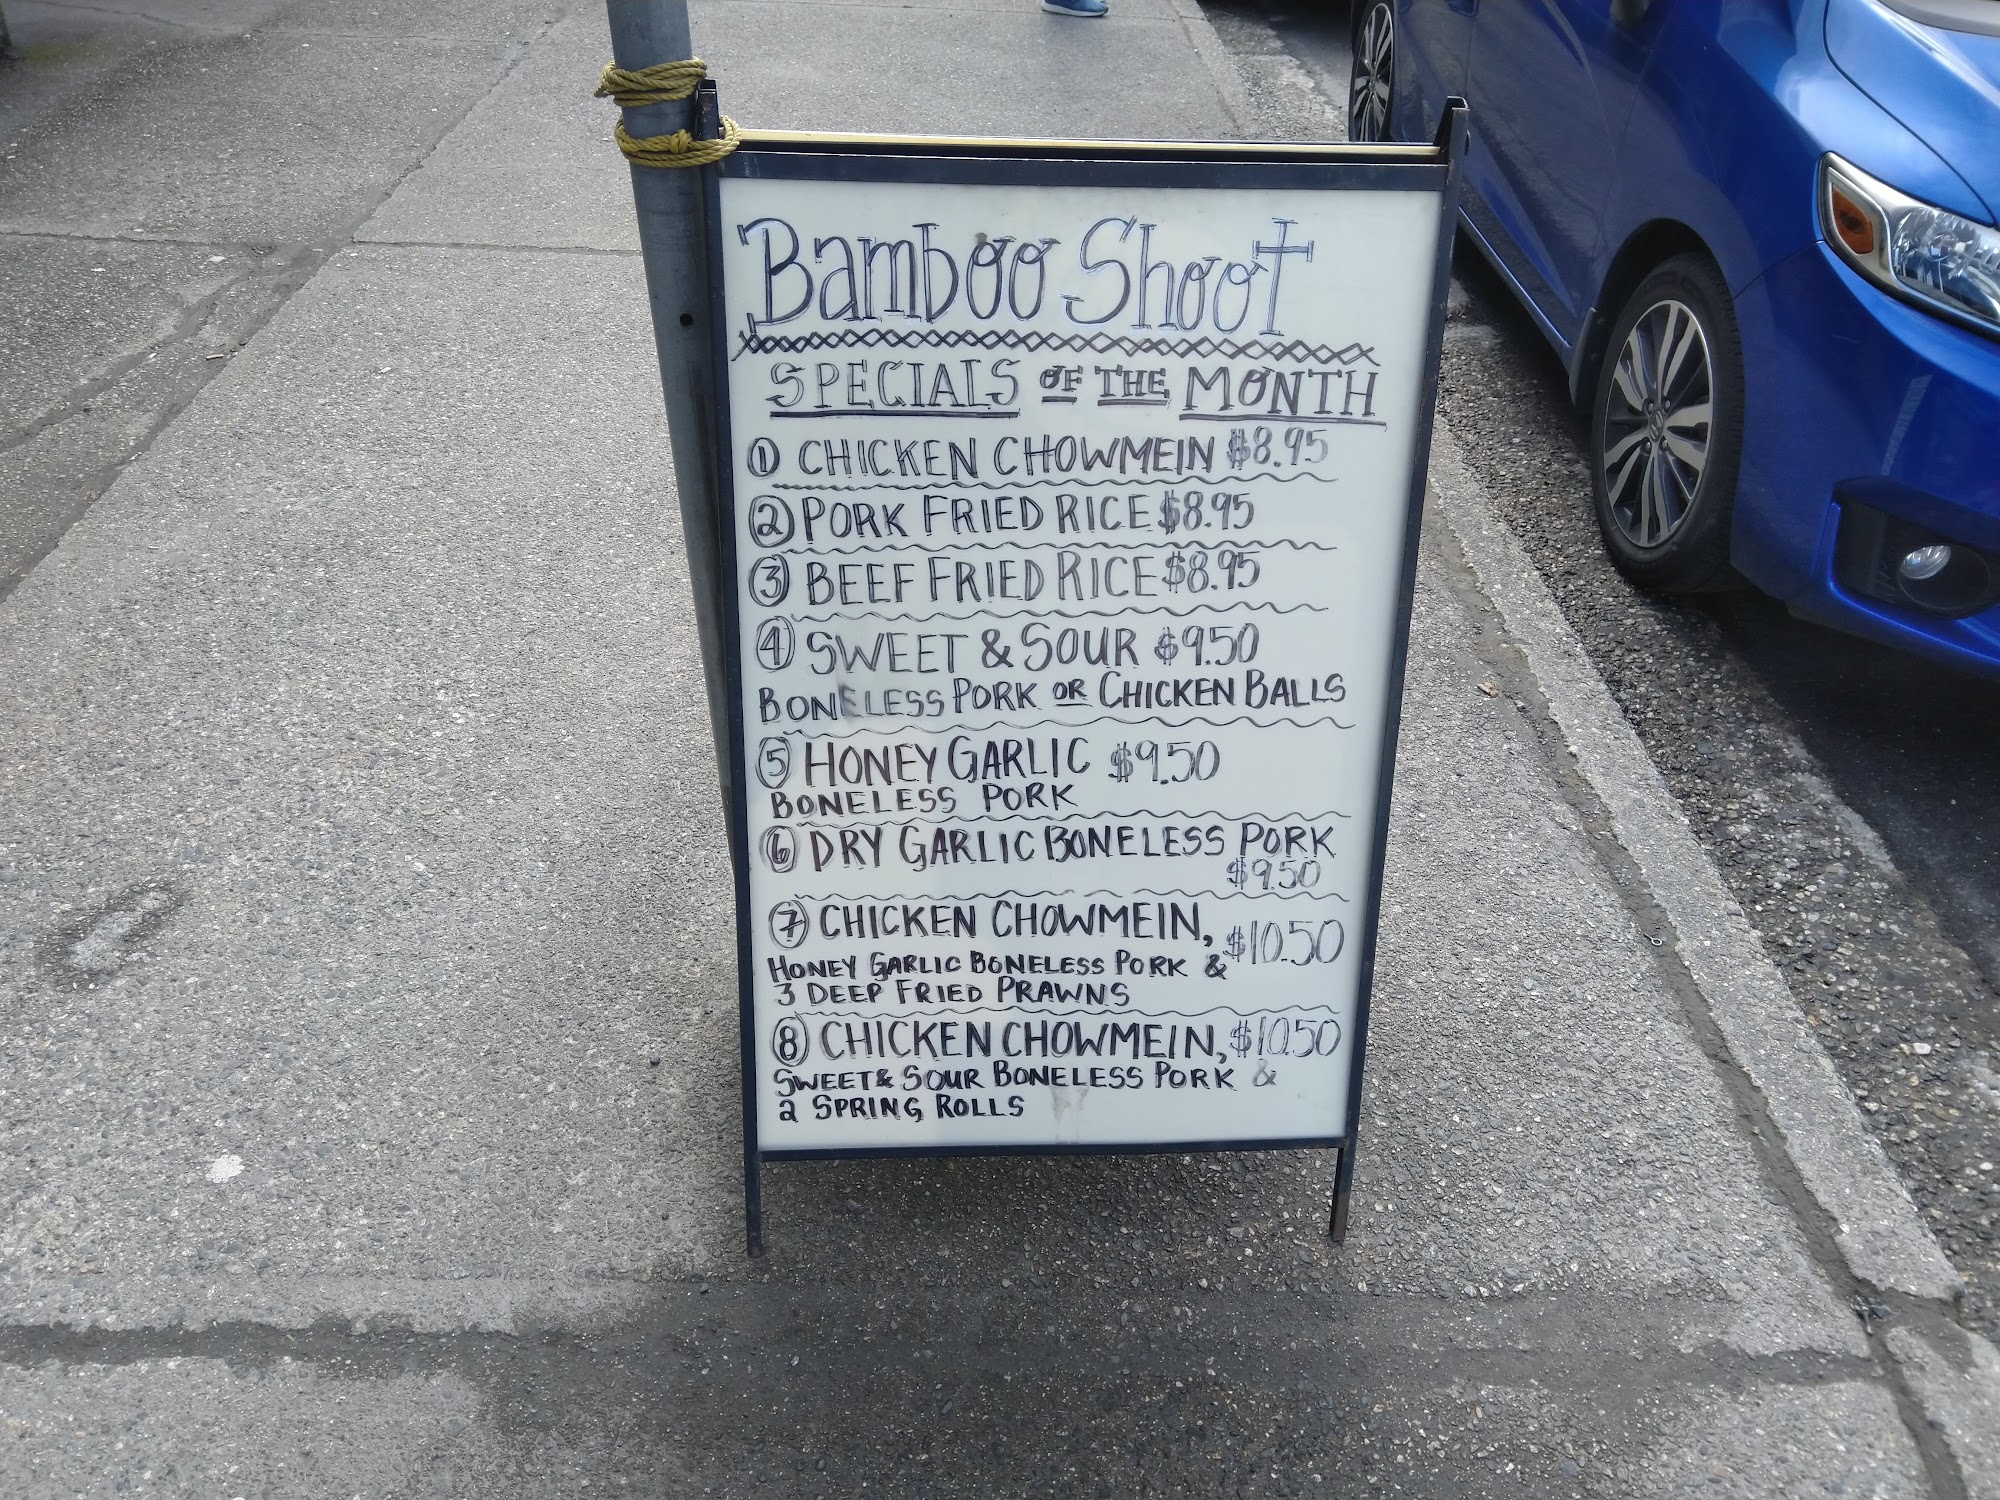 Bamboo Shoot
SPECIALS OF THE MONTH
1 CHICKEN CHOWMEIN $8.95
2 PORK FRIED RICE $8.95
3 BEEF FRIED RICE $8.95
4 SWEET & SOUR $9.50
BONELESS PORK OR CHICKEN BALLS
5 HONEY GARLIC $9.50
BONELESS PORK
6 DRY GARLIC BONELESS PORK
$9.50
7 CHICKEN CHOWMEIN, $10.50
HONEY GARLIC BONELESS PORK &
3 DEEP FRIED PRAWNS
8 CHICKEN CHOWMEIN, $10.50
SWEET & SOUR BONELESS PORK &
2 SPRING ROLLS